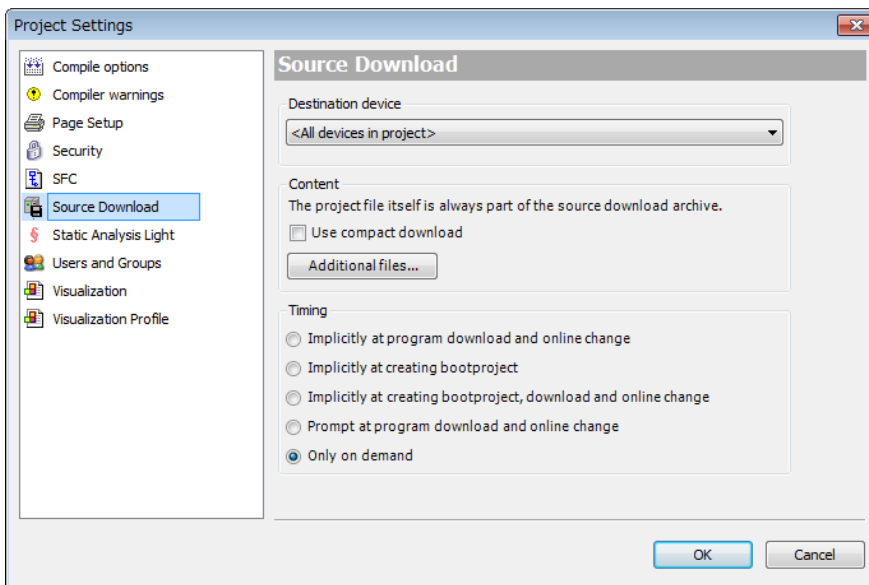 Project Settings
Compile options
Compiler warnings
Page Setup
Security
SFC
Source Download
Static Analysis Light
Users and Groups
Visualization
Visualization Profile
Source Download
Destination device
<All devices in project>
Content
The project file itself is always part of the source download archive.
Use compact download
Additional files...
Timing
Implicitly at program download and online change
Implicitly at creating bootproject
Implicitly at creating bootproject, download and online change
Prompt at program download and online change
Only on demand
OK
Cancel